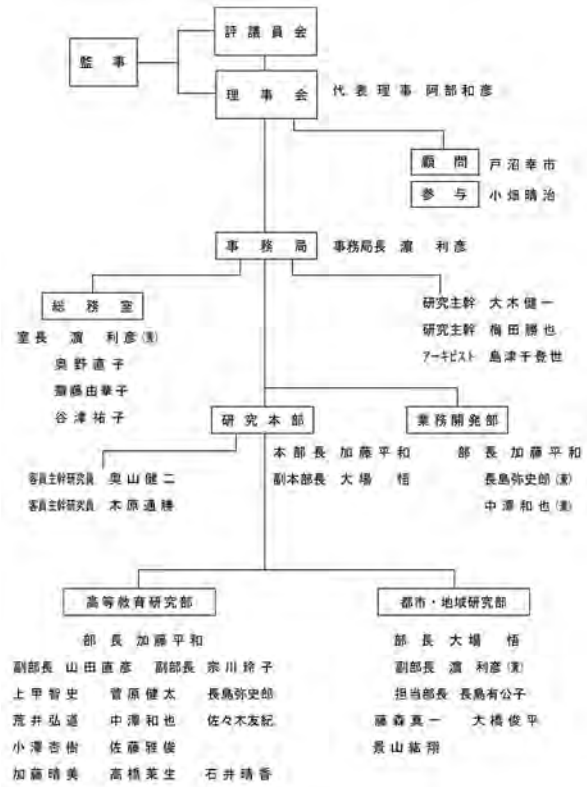 評議員会
監事
理事会
代表理事 阿部和彦
顧問 戸沼幸市
参与 小畑晴治
事務局
事務局長 濵 利彦
総務室
室長 濵 利彦(兼)
奥野直子
齋藤由華子
谷津祐子
研究主幹 大木健一
研究主幹 梅田勝也
アーキビスト 島津千登世
研究本部
本部長 加藤平和
副本部長 大場 悟
業務開発部
部長 加藤平和
長島弥史郎(兼)
中澤和也(兼)
客員主幹研究員 奥山健二
客員主幹研究員 木原通勝
高等教育研究部
部長 加藤平和
副部長 山田直彦 副部長 宗川玲子
上甲智史 菅原健太 長島弥史郎
荒井弘道 中澤和也 佐々木友紀
小澤杏樹 佐藤雅俊
加藤晴美 高橋茉生 石井晴香
都市・地域研究部
部長 大場 悟
副部長 濵 利彦(兼)
担当部長 長島有公子
藤森真一 大橋俊平
景山紘翔